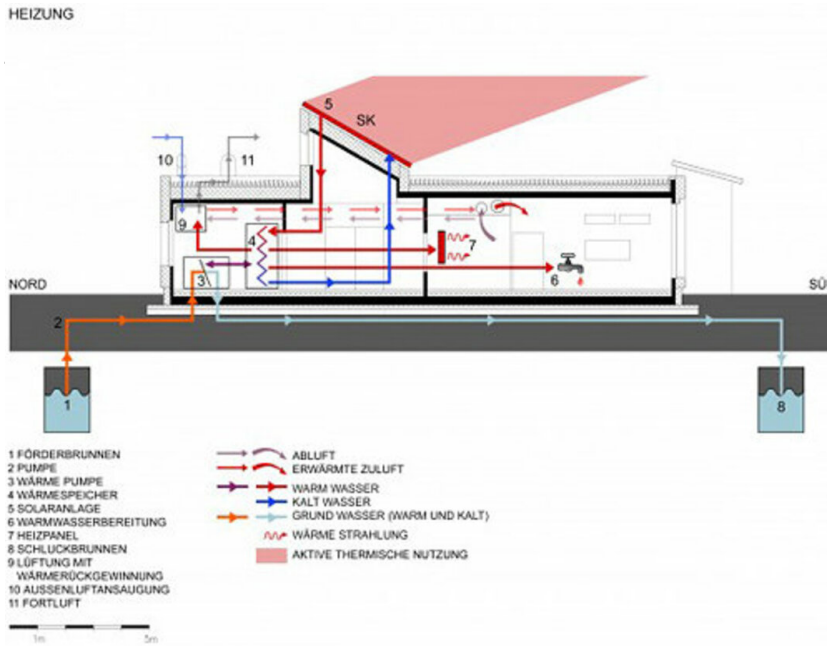 HEIZUNG
5
SK
10
11
9
4
7
3
6
NORD
SÜ
2
1
8
1 FÖRDERBRUNNEN
2 PUMPE
3 WÄRME PUMPE
4 WÄRMESPEICHER
5 SOLARANLAGE
6 WARMWASSERBEREITUNG
7 HEIZPANEL
8 SCHLUCKBRUNNEN
9 LÜFTUNG MIT
WÄRMERÜCKGEWINNUNG
10 AUSSENLUFTANSAUGUNG
11 FORTLUFT
ABLUFT
ERWÄRMTE ZULUFT
WARM WASSER
KALT WASSER
GRUND WASSER (WARM UND KALT)
WÄRME STRAHLUNG
AKTIVE THERMISCHE NUTZUNG
1m
5m